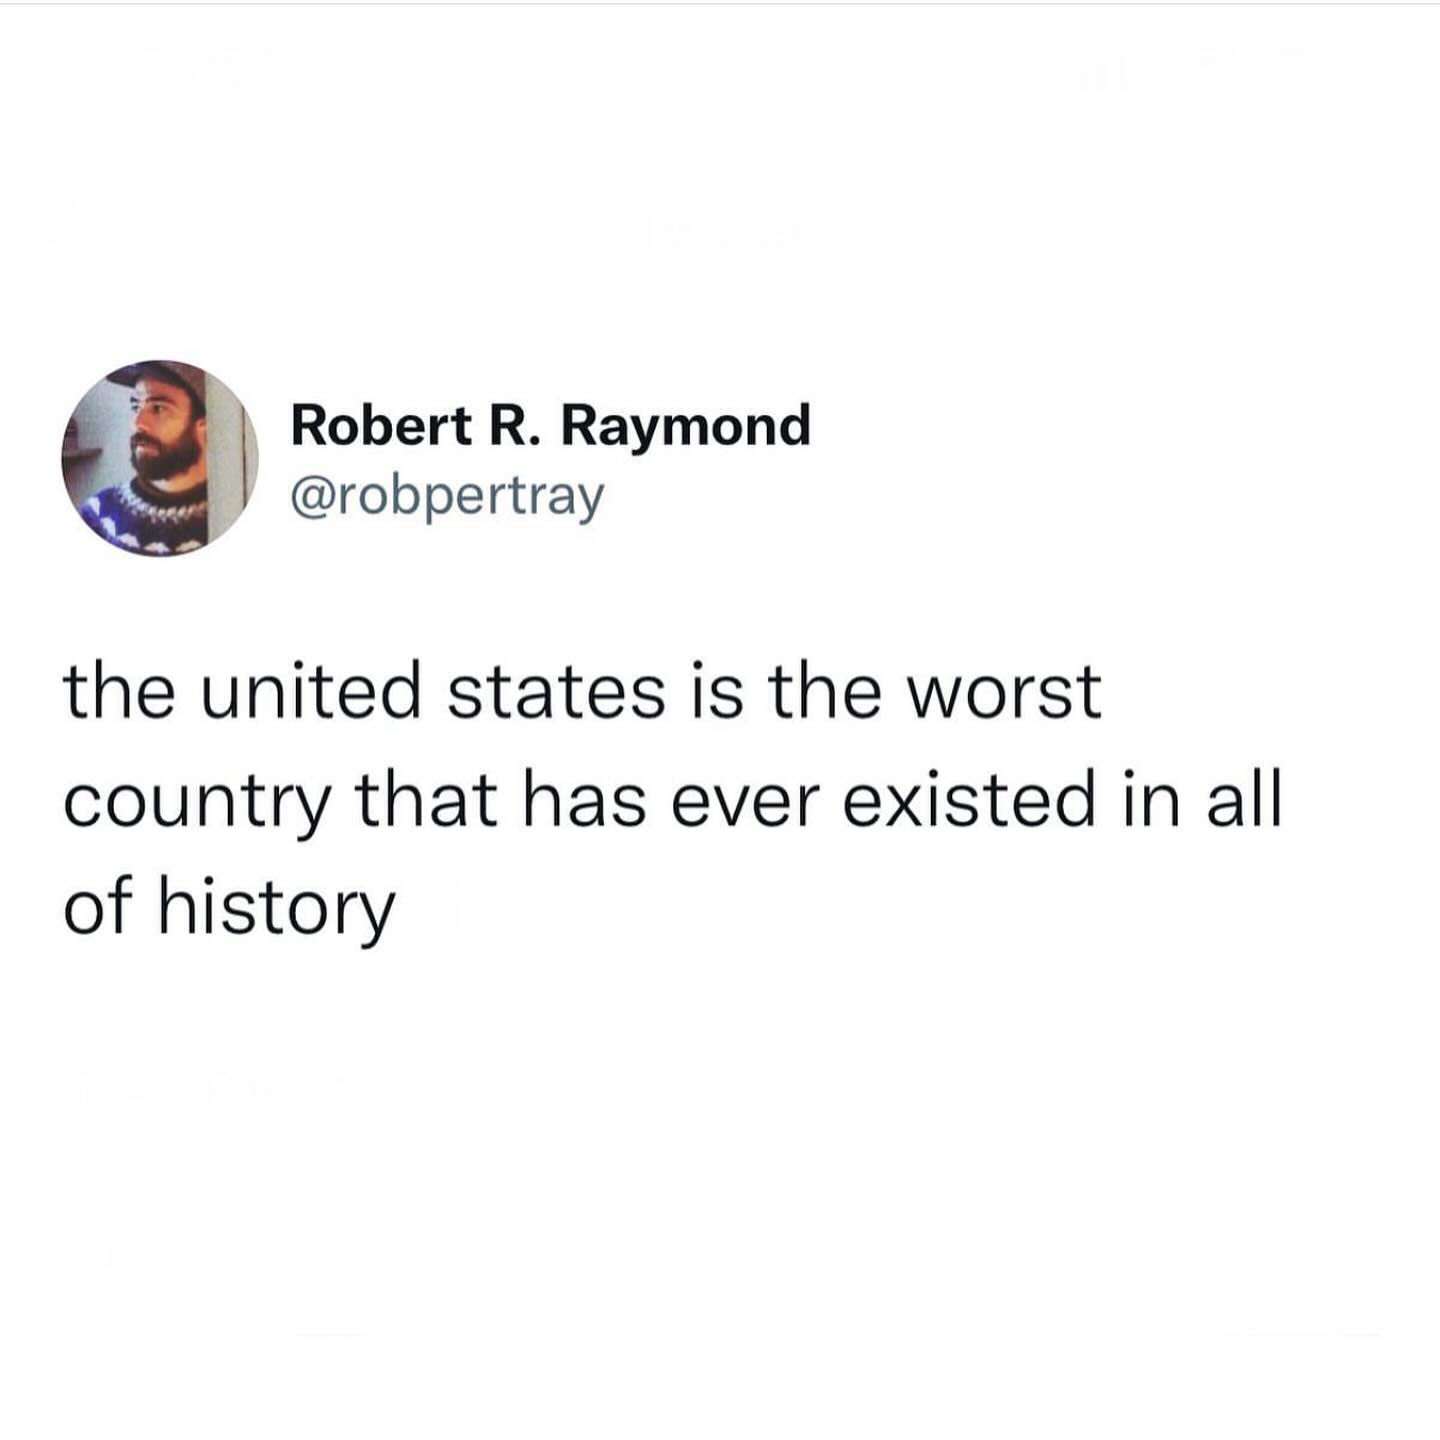 Robert R. Raymond
@robpertray
the united states is the worst
country that has ever existed in all
of history